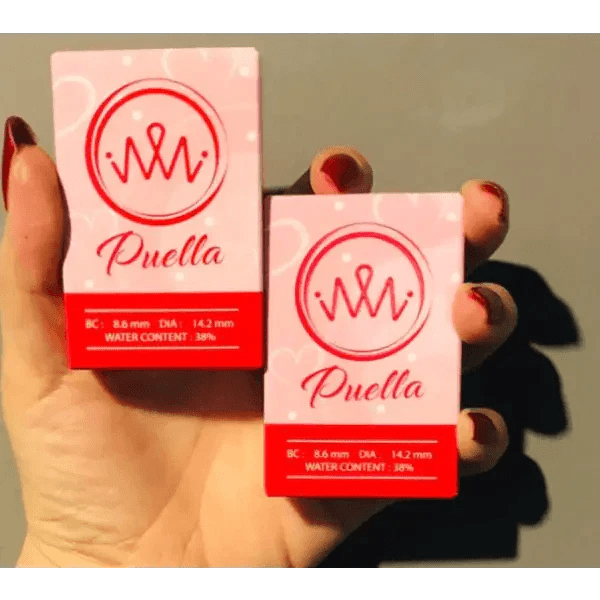 Puella
BC : 8.6 mm DIA : 14.2 mm
WATER CONTENT : 38%
Puella
BC : 8.6 mm DIA : 14.2 mm
WATER CONTENT : 38%